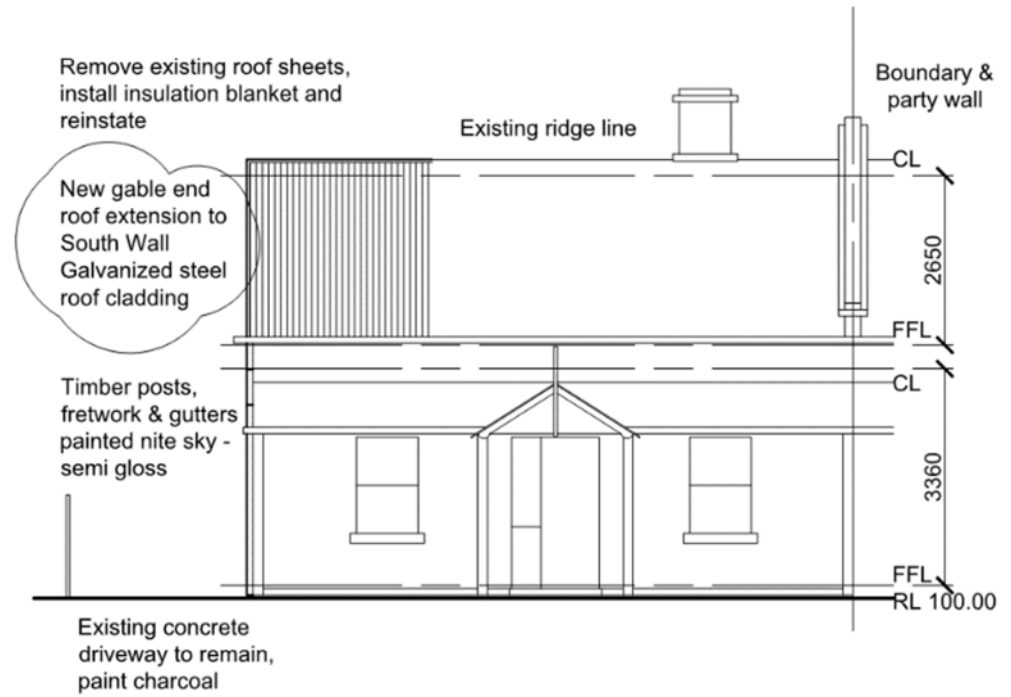 Remove existing roof sheets,
install insulation blanket and
reinstate
Boundary &
party wall
Existing ridge line
CL
New gable end
roof extension to
South Wall
Galvanized steel
roof cladding
2650
FFL
CL
Timber posts,
fretwork & gutters
painted nite sky -
semi gloss
3360
FFL
RL 100.00
Existing concrete
driveway to remain,
paint charcoal